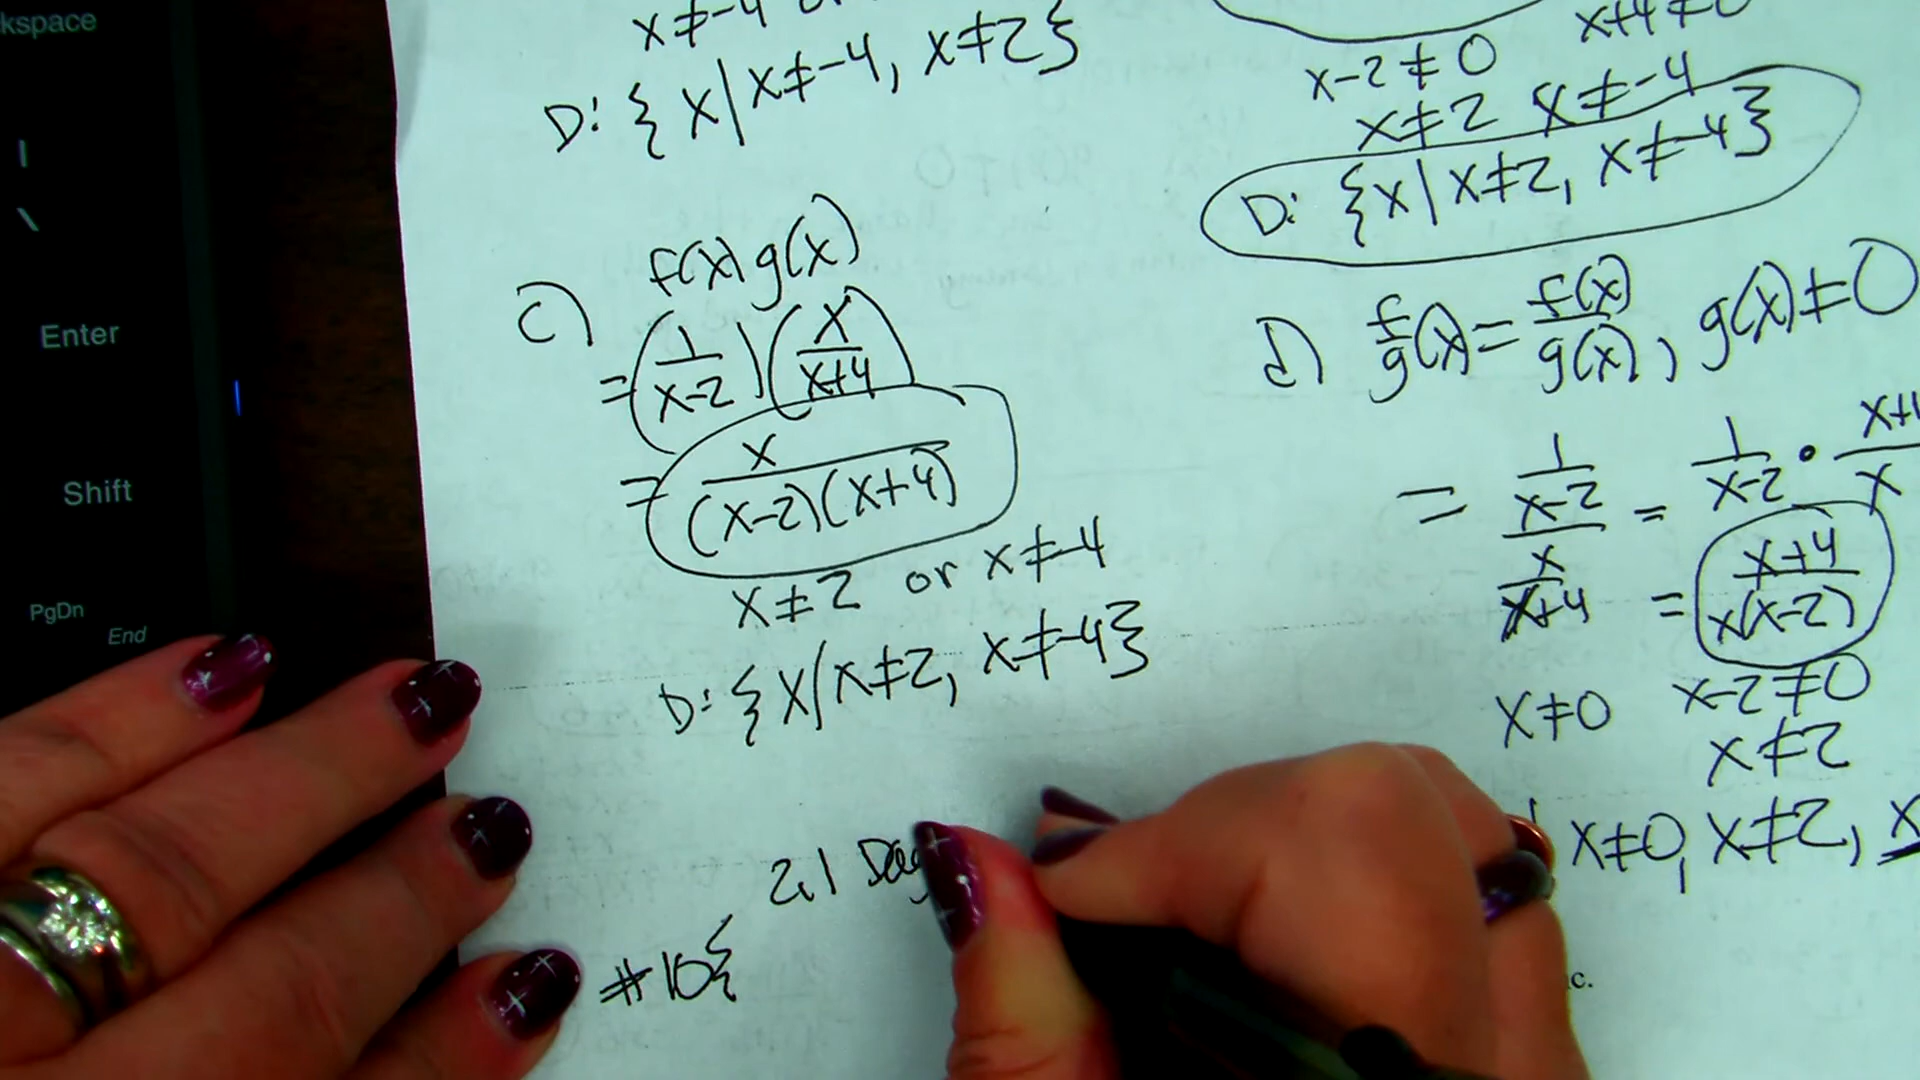 kspace
|
\
Enter
Shift
PgDn
End
x≠-4
D: { x | x≠-4, x≠2}
x+4≠0
x-2≠0
x≠2 x≠-4
D: {x | x≠2, x≠-4}
c) f(x) g(x)
= (1/(x-2)) (x/(x+4))
= x/((x-2)(x+4))
x≠2 or x≠-4
D: {x | x≠2, x≠-4}
d) f/g(x) = f(x)/g(x), g(x)≠0
= (1/(x-2))/(x/(x+4)) = 1/(x-2) • x+4/x
= (x+4)/(x(x-2))
x≠0 x-2≠0
x≠2
x≠0, x≠2, x
2.1 Day
#10{
c.